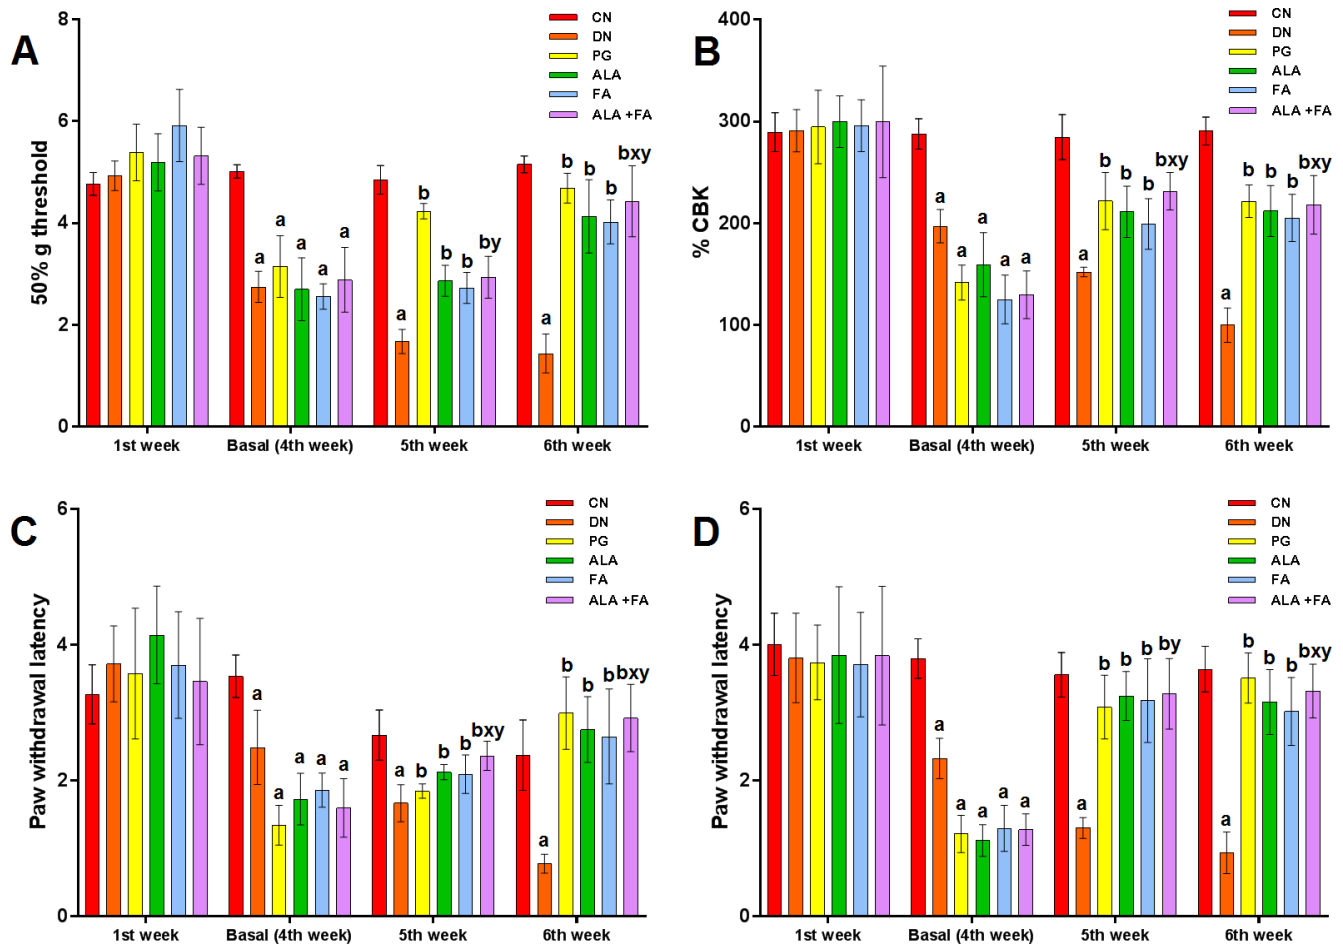 A
8
6
4
2
0
50% g threshold
CN
DN
PG
ALA
FA
ALA +FA
a
a
a
a
a
a
b
b
b
by
a
b
b
b
bxy
1st week
Basal (4th week)
5th week
6th week
B
400
300
200
100
0
% CBK
CN
DN
PG
ALA
FA
ALA +FA
a
a
a
a
a
a
b
b
b
bxy
a
b
b
b
bxy
1st week
Basal (4th week)
5th week
6th week
C
6
4
2
0
Paw withdrawal latency
CN
DN
PG
ALA
FA
ALA +FA
a
a
a
a
a
a
b
b
b
bxy
a
b
b
b
bxy
1st week
Basal (4th week)
5th week
6th week
D
6
4
2
0
Paw withdrawal latency
CN
DN
PG
ALA
FA
ALA +FA
a
a
a
a
a
a
b
b
b
by
a
b
b
b
bxy
1st week
Basal (4th week)
5th week
6th week